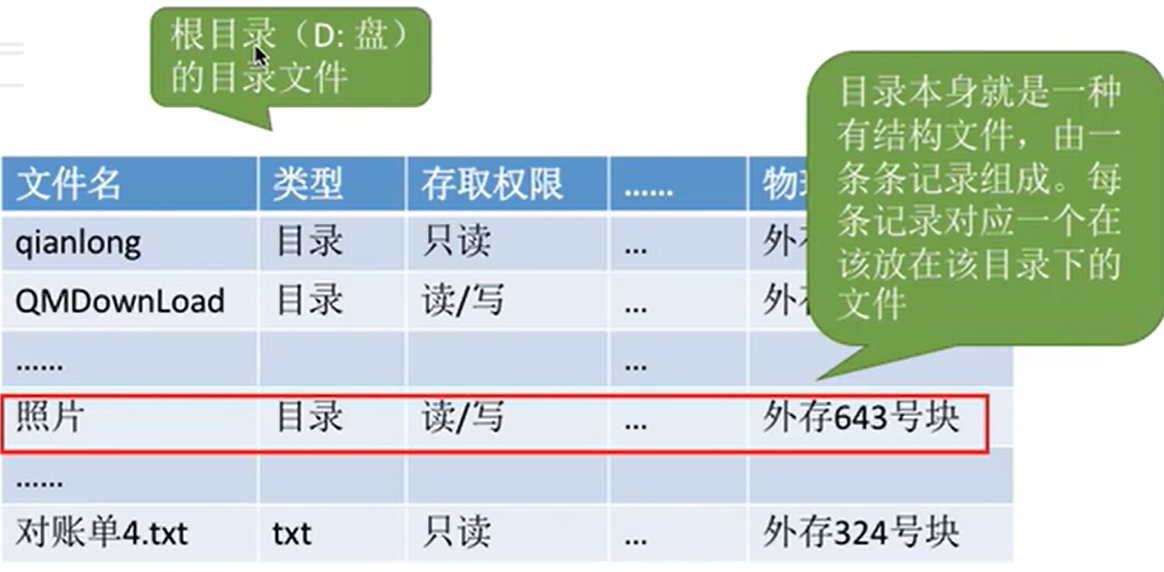 根目录（D: 盘）
的目录文件
目录本身就是一种
有结构文件，由一
条条记录组成。每
条记录对应一个在
该放在该目录下的
文件
文件名 类型 存取权限 …… 物
qianlong 目录 只读 … 外
QMDownLoad 目录 读/写 … 外
…… …
照片 目录 读/写 … 外存643号块
……
对账单4.txt txt 只读 … 外存324号块